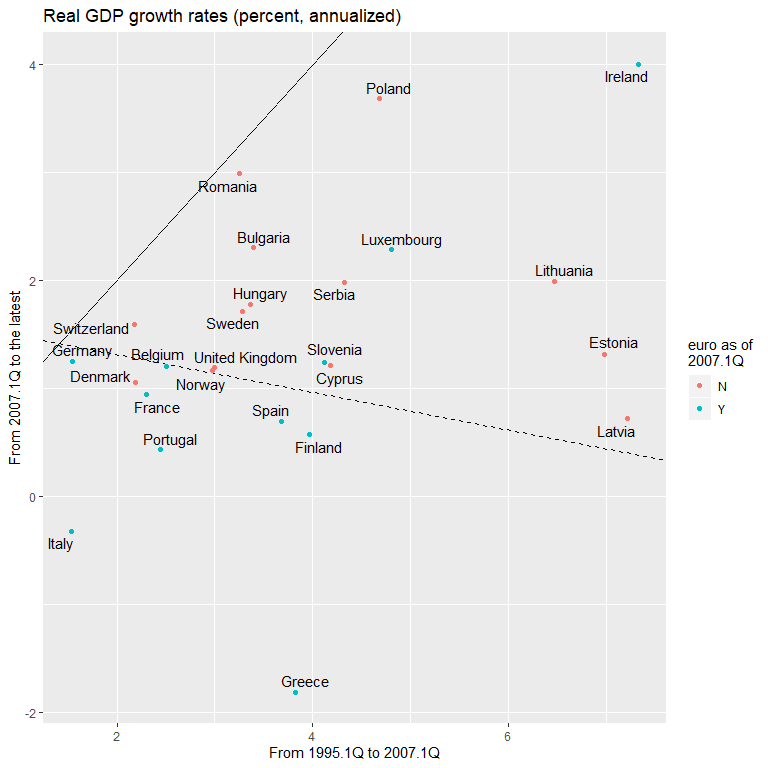 Real GDP growth rates (percent, annualized)
4
Ireland
Poland
Romania
Bulgaria
Luxembourg
2
Lithuania
Hungary
Serbia
Sweden
Switzerland
Germany
Belgium
United Kingdom
Slovenia
Estonia
Denmark
Norway
Cyprus
France
Spain
Latvia
Portugal
Finland
0
Italy
Greece
-2
2
4
6
From 1995.1Q to 2007.1Q
From 2007.1Q to the latest
euro as of
2007.1Q
N
Y